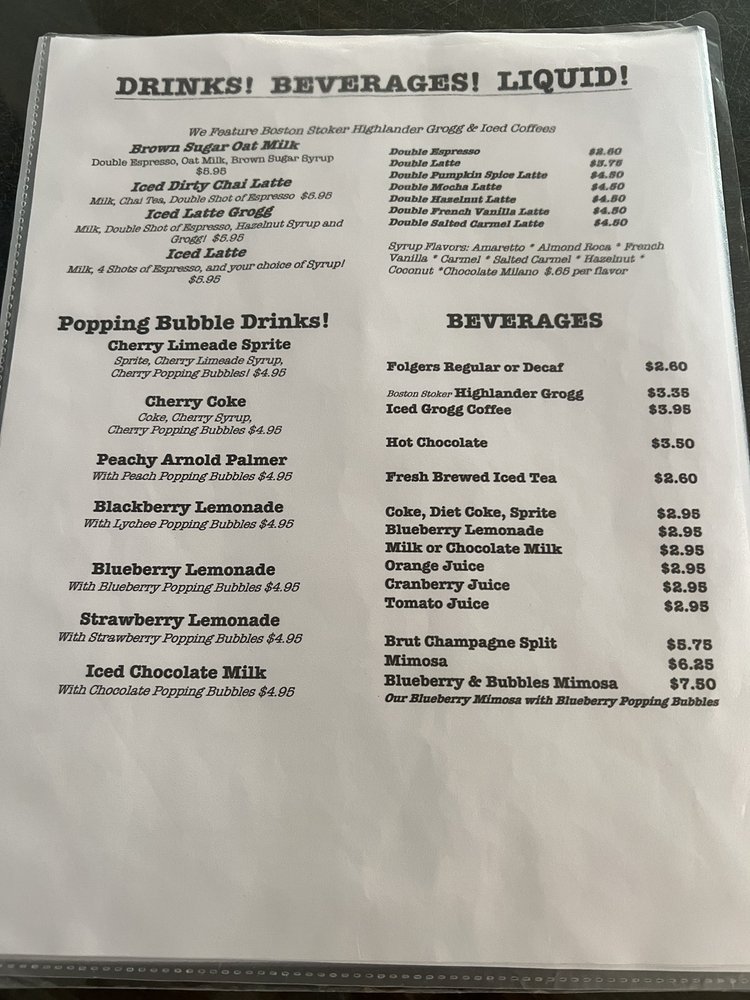 DRINKS! BEVERAGES! LIQUID!
We Feature Boston Stoker Highlander Grogg & Iced Coffees
Brown Sugar Oat Milk
Double Espresso, Oat Milk, Brown Sugar Syrup
$5.95
Iced Dirty Chai Latte
Milk, Chai Tea, Double Shot of Espresso $5.95
Iced Latte Grogg
Milk, Double Shot of Espresso, Hazelnut Syrup and
Grogg! $5.95
Iced Latte
Milk, 4 Shots of Espresso, and your choice of Syrup!
$5.95
Double Espresso $2.60
Double Latte $3.75
Double Pumpkin Spice Latte $4.50
Double Mocha Latte $4.50
Double Hazelnut Latte $4.50
Double French Vanilla Latte $4.50
Double Salted Carmel Latte $4.50
Syrup Flavors: Amaretto * Almond Roca * French
Vanilla * Carmel * Salted Carmel * Hazelnut *
Coconut *Chocolate Milano $.65 per flavor
Popping Bubble Drinks!
Cherry Limeade Sprite
Sprite, Cherry Limeade Syrup,
Cherry Popping Bubbles! $4.95
Cherry Coke
Coke, Cherry Syrup,
Cherry Popping Bubbles $4.95
Peachy Arnold Palmer
With Peach Popping Bubbles $4.95
Blackberry Lemonade
With Lychee Popping Bubbles $4.95
Blueberry Lemonade
With Blueberry Popping Bubbles $4.95
Strawberry Lemonade
With Strawberry Popping Bubbles $4.95
Iced Chocolate Milk
With Chocolate Popping Bubbles $4.95
BEVERAGES
Folgers Regular or Decaf $2.60
Boston Stoker Highlander Grogg $3.35
Iced Grogg Coffee $3.95
Hot Chocolate $3.50
Fresh Brewed Iced Tea $2.60
Coke, Diet Coke, Sprite $2.95
Blueberry Lemonade $2.95
Milk or Chocolate Milk $2.95
Orange Juice $2.95
Cranberry Juice $2.95
Tomato Juice $2.95
Brut Champagne Split $5.75
Mimosa $6.25
Blueberry & Bubbles Mimosa $7.50
Our Blueberry Mimosa with Blueberry Popping Bubbles